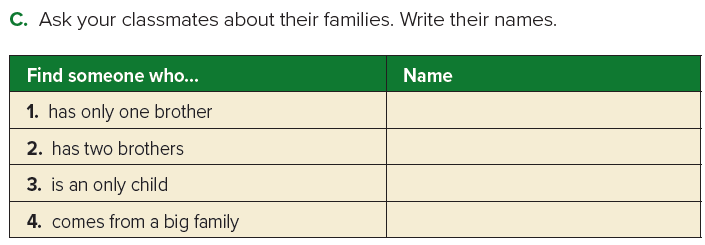 C. Ask your classmates about their families. Write their names.
Find someone who... Name
1. has only one brother
2. has two brothers
3. is an only child
4. comes from a big family